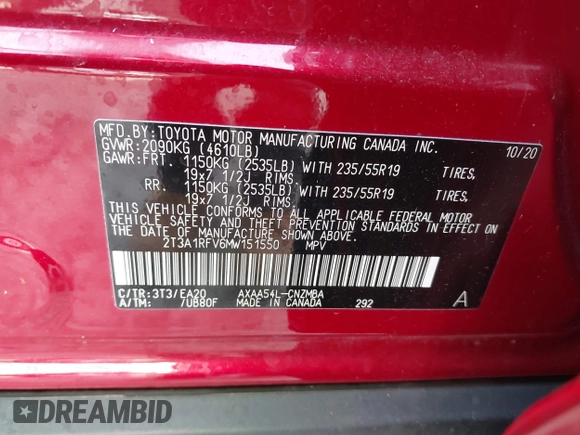 MFD.BY:TOYOTA MOTOR MANUFACTURING CANADA INC. 10/20
GVWR:2090KG (4610LB)
GAWR:FRT. 1150KG (2535LB) WITH 235/55R19 TIRES,
19x7 1/2J RIMS
RR. 1150KG (2535LB) WITH 235/55R19 TIRES,
19x7 1/2J RIMS
THIS VEHICLE CONFORMS TO ALL APPLICABLE FEDERAL MOTOR
VEHICLE SAFETY AND THEFT PREVENTION STANDARDS IN EFFECT ON
THE DATE OF MANUFACTURE SHOWN ABOVE.
2T3A1RFV6MW151550 MPV
C/TR:3T3/EA20 AXAA54L-CNZMBA
A/TM: /UB80F MADE IN CANADA 292 A
DREAMBID